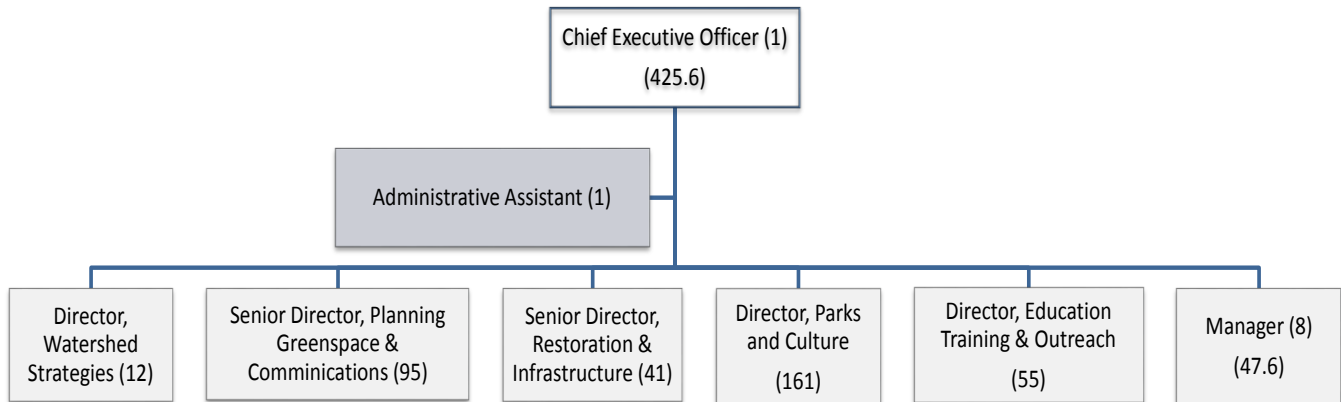 Chief Executive Officer (1)
(425.6)
Administrative Assistant (1)
Director,
Watershed
Strategies (12)
Senior Director, Planning
Greenspace &
Comminications (95)
Senior Director,
Restoration &
Infrastructure (41)
Director, Parks
and Culture
(161)
Director, Education
Training & Outreach
(55)
Manager (8)
(47.6)